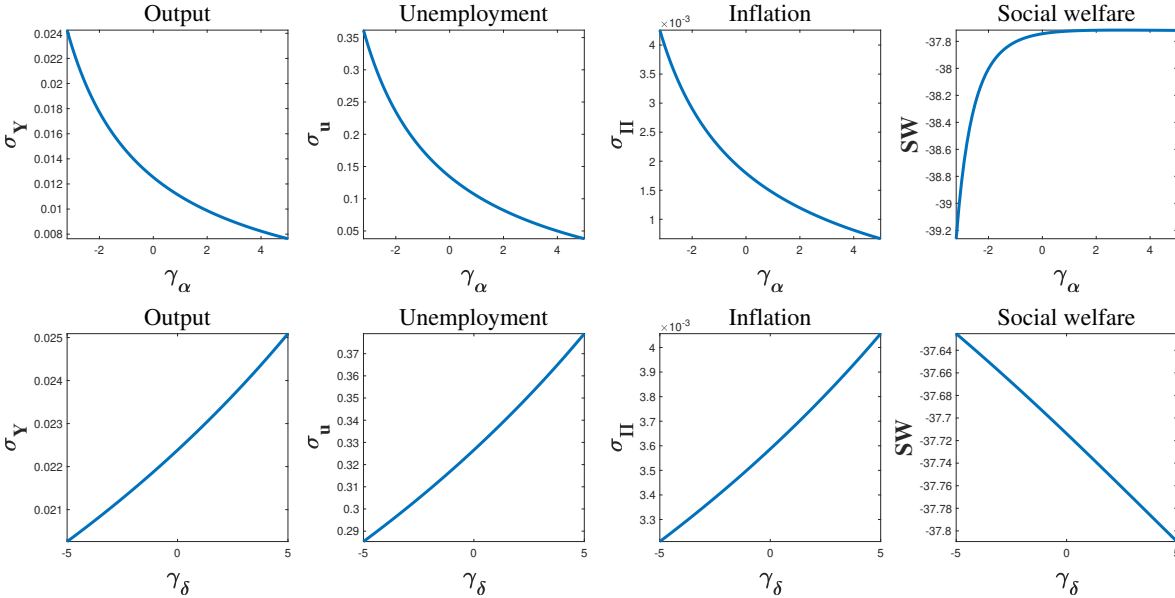 Output
0.024
0.022
0.02
0.018
0.016
0.014
0.012
0.01
0.008
σY
-2 0 2 4
γα
Unemployment
0.35
0.3
0.25
0.2
0.15
0.1
0.05
σu
-2 0 2 4
γα
Inflation
×10-3
4
3.5
3
2.5
2
1.5
1
σΠ
-2 0 2 4
γα
Social welfare
-37.8
-38
-38.2
-38.4
-38.6
-38.8
-39
-39.2
SW
-2 0 2 4
γα
Output
0.025
0.024
0.023
0.022
0.021
σY
-5 0 5
γδ
Unemployment
0.37
0.36
0.35
0.34
0.33
0.32
0.31
0.3
0.29
σu
-5 0 5
γδ
Inflation
×10-3
4
3.9
3.8
3.7
3.6
3.5
3.4
3.3
σΠ
-5 0 5
γδ
Social welfare
-37.64
-37.66
-37.68
-37.7
-37.72
-37.74
-37.76
-37.78
-37.8
SW
-5 0 5
γδ